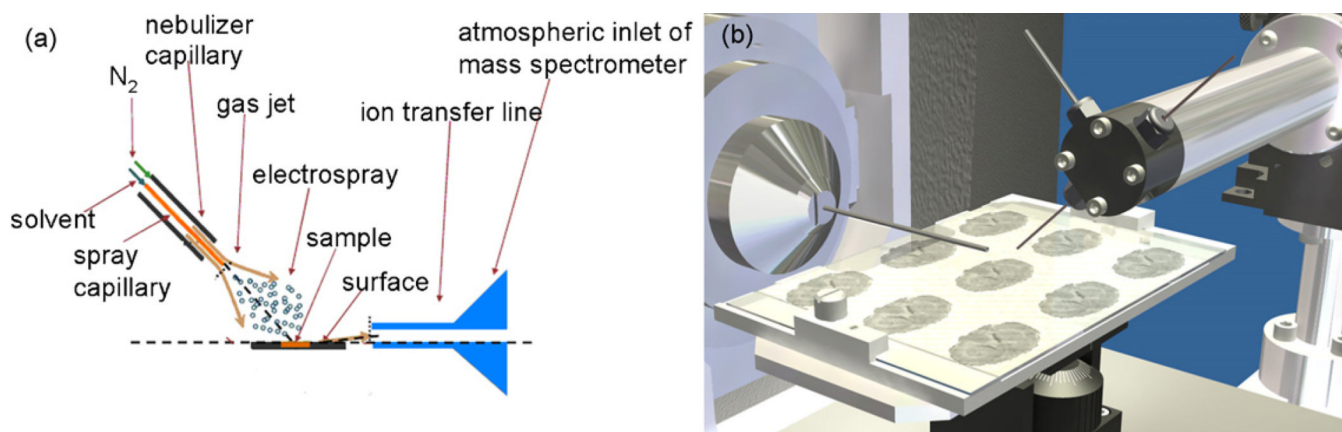 (a)
nebulizer
capillary
N2
gas jet
solvent
spray
capillary
electrospray
sample
surface
ion transfer line
atmospheric inlet of
mass spectrometer
(b)